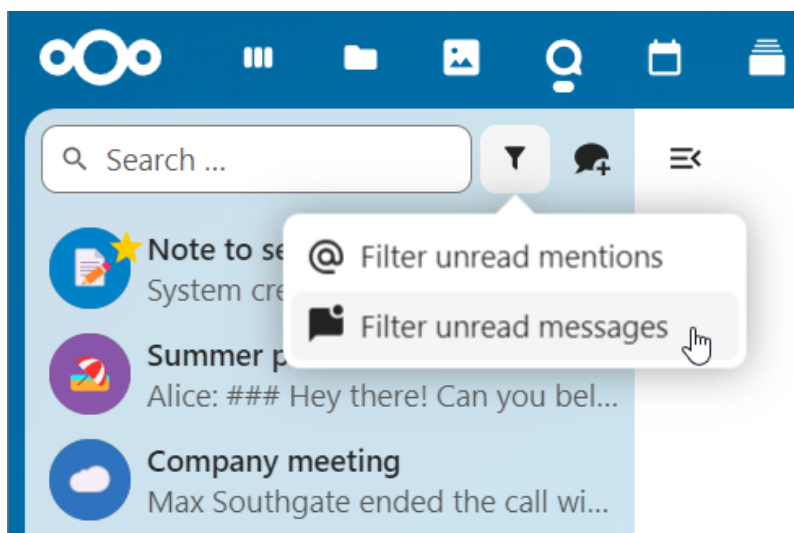 Search ...
Filter unread mentions
Filter unread messages
Note to se
System cre
Summer p
Alice: ### Hey there! Can you bel...
Company meeting
Max Southgate ended the call wi...